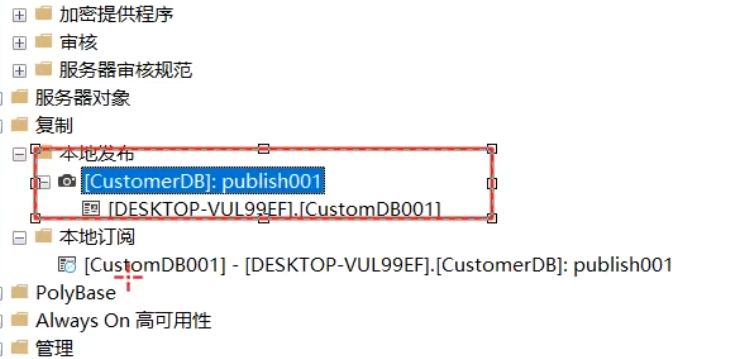 加密提供程序
审核
服务器审核规范
服务器对象
复制
本地发布
[CustomerDB]: publish001
[DESKTOP-VUL99EF].[CustomDB001]
本地订阅
[CustomDB001] - [DESKTOP-VUL99EF].[CustomerDB]: publish001
PolyBase
Always On 高可用性
管理